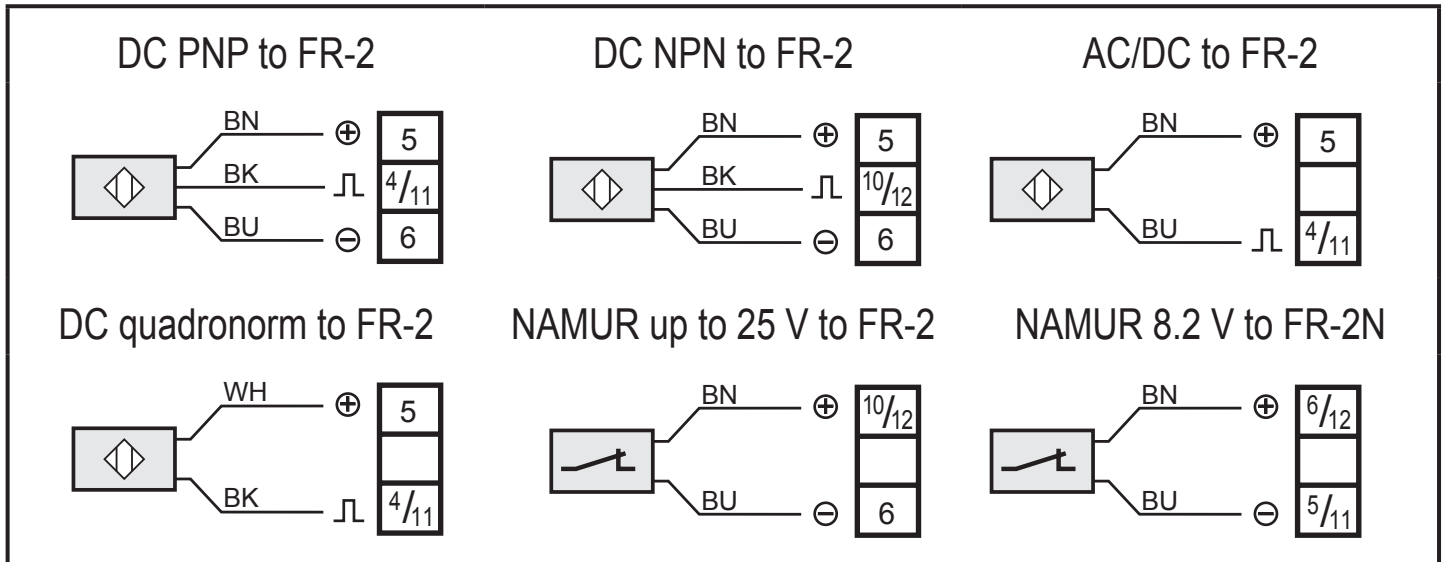 DC PNP to FR-2
BN
5
BK
4/11
BU
6
DC NPN to FR-2
BN
5
BK
10/12
BU
6
AC/DC to FR-2
BN
5
BU
4/11
DC quadronorm to FR-2
WH
5
BK
4/11
NAMUR up to 25 V to FR-2
BN
10/12
BU
6
NAMUR 8.2 V to FR-2N
BN
6/12
BU
5/11